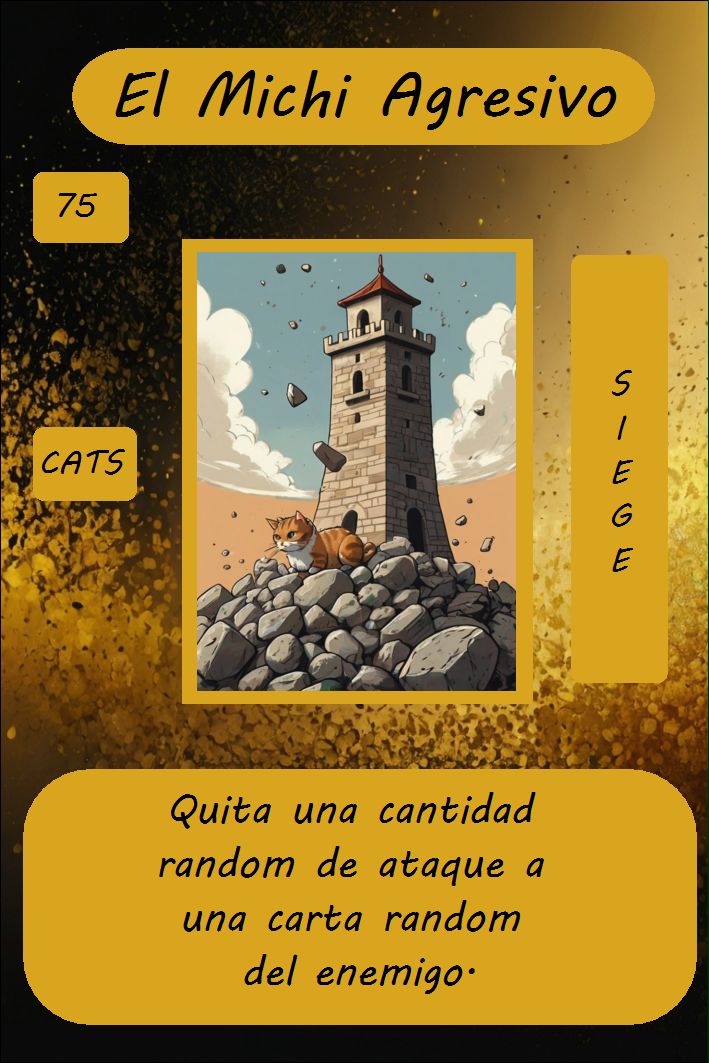 El Michi Agresivo
75
CATS
S
I
E
G
E
Quita una cantidad
random de ataque a
una carta random
del enemigo.